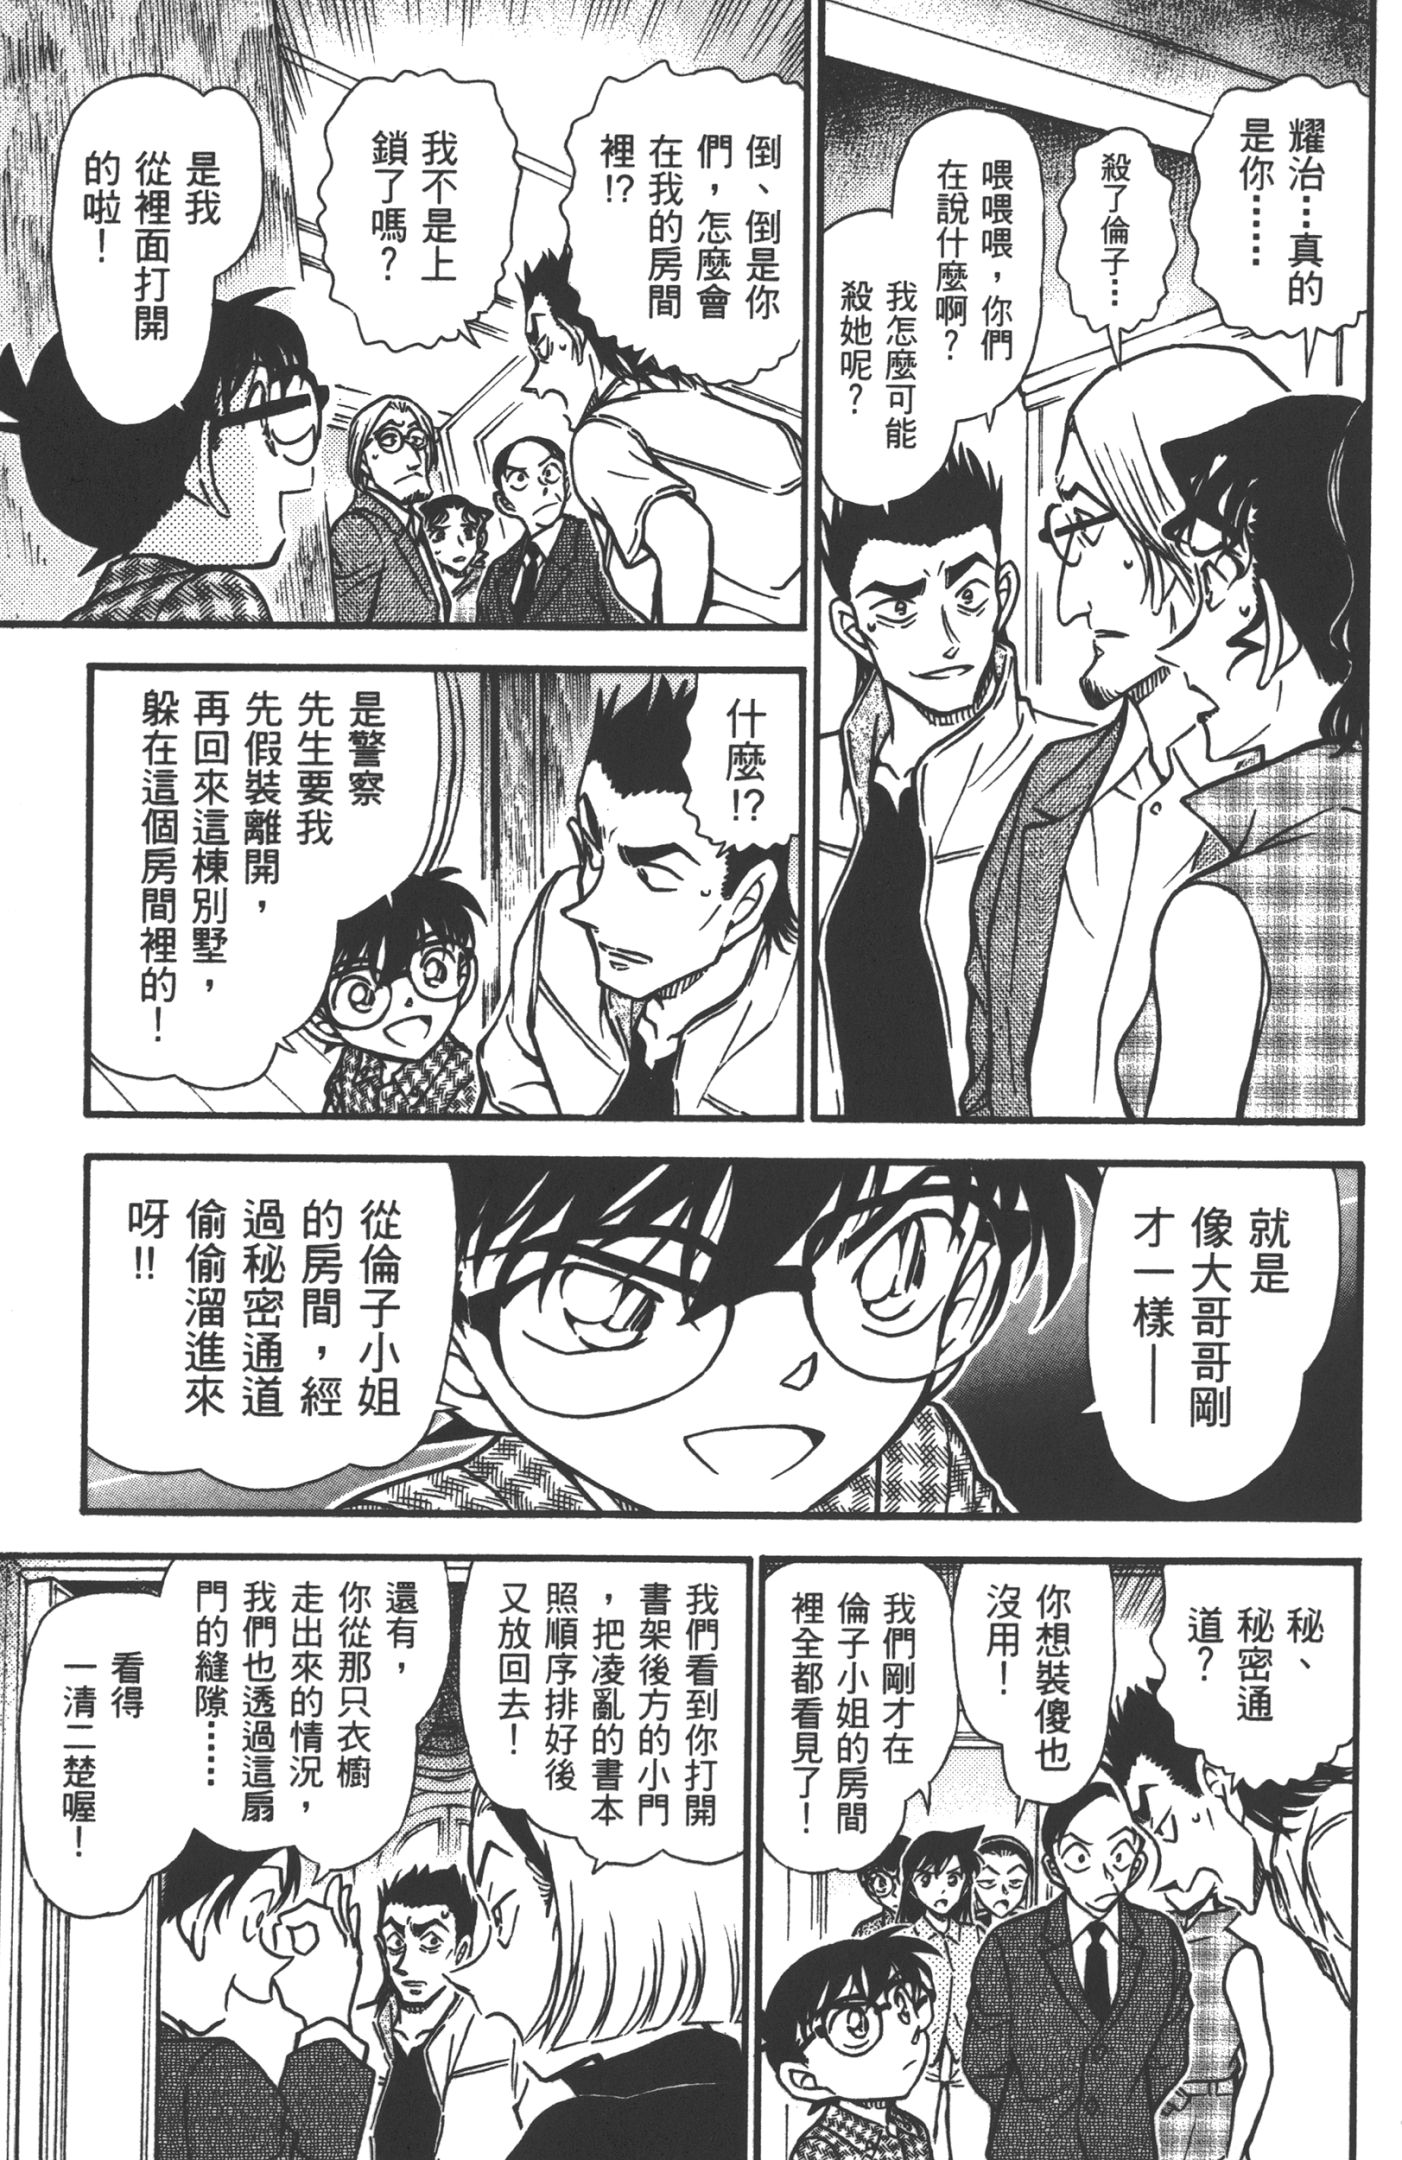 耀治…真的
是你……
殺了倫子…
喂喂喂，你們
在說什麼啊？
我怎麼可能
殺她呢？
倒、倒是你
們，怎麼會
在我的房間
裡!?
我不是上
鎖了嗎？
是我
從裡面打開
的啦！
什麼!?
是警察
先生要我
先假裝離開，
再回來這棟別墅，
躲在這個房間裡的！
就是
像大哥哥剛
才一樣——
從倫子小姐
的房間，經
過秘密通道
偷偷溜進來
呀!!
秘、
秘密通
道？
你想裝傻也
沒用！
我們剛才在
倫子小姐的房間
裡全都看見了！
我們看到你打開
書架後方的小門
，把凌亂的書本
照順序排好後
又放回去！
還有，
你從那只衣櫥
走出來的情況，
我們也透過這扇
門的縫隙……
看得
一清二楚喔！